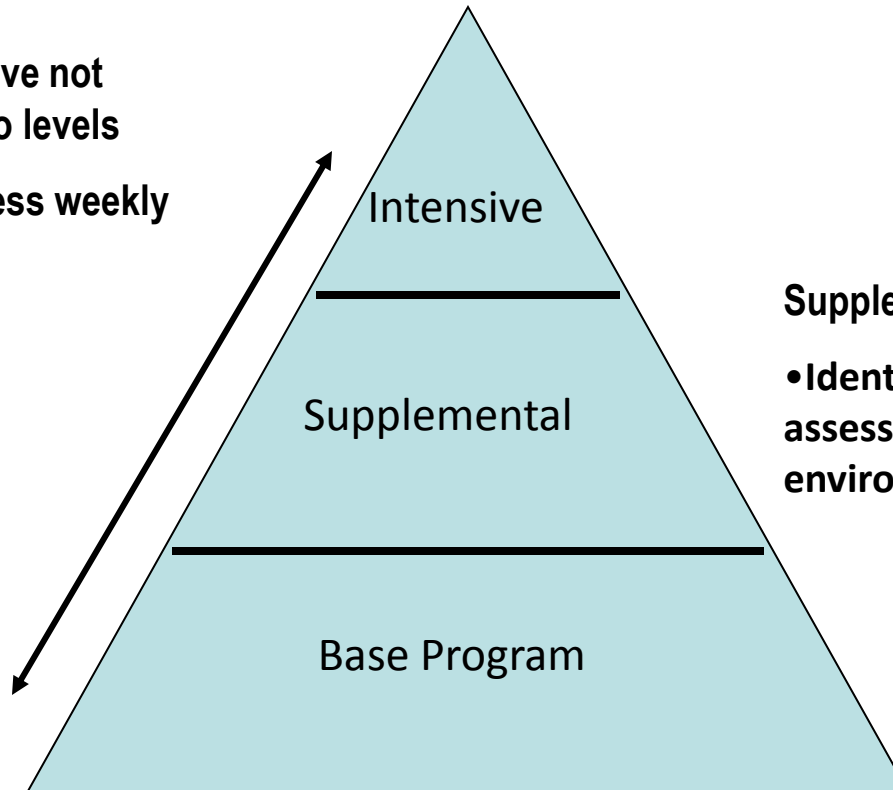 ve not
o levels
ess weekly
Intensive
Supple
•Ident
assess
enviro
Supplemental
Base Program